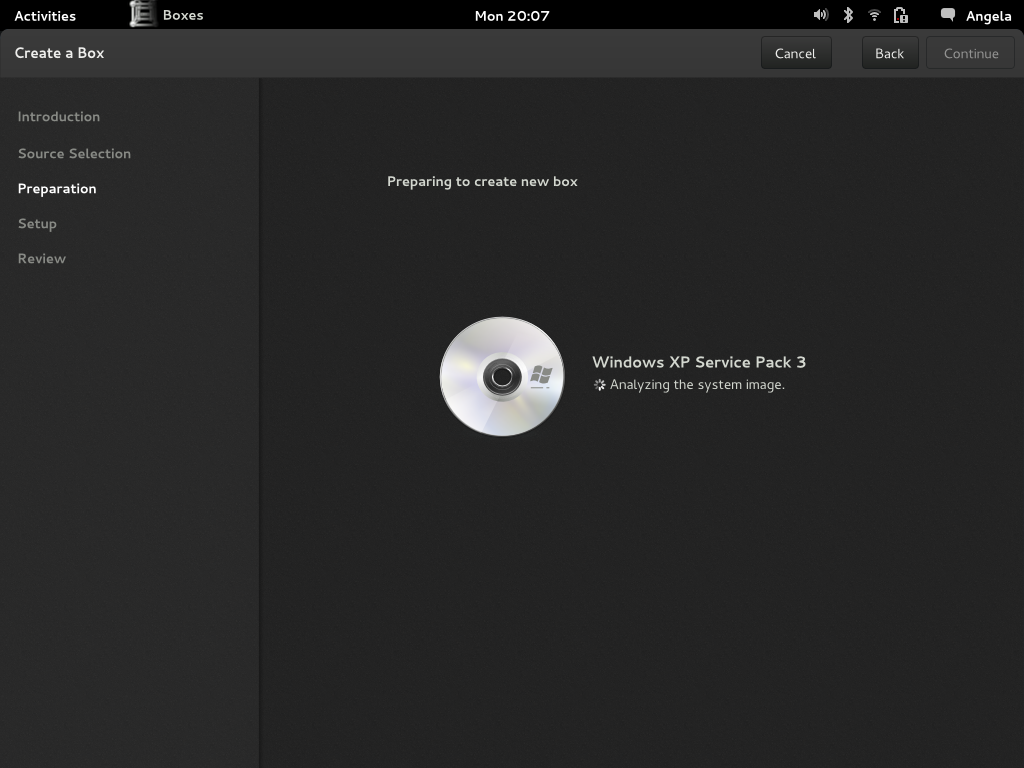 Activities Boxes Mon 20:07 Angela
Create a Box Cancel Back Continue
Introduction
Source Selection
Preparation
Setup
Review
Preparing to create new box
Windows XP Service Pack 3
Analyzing the system image.